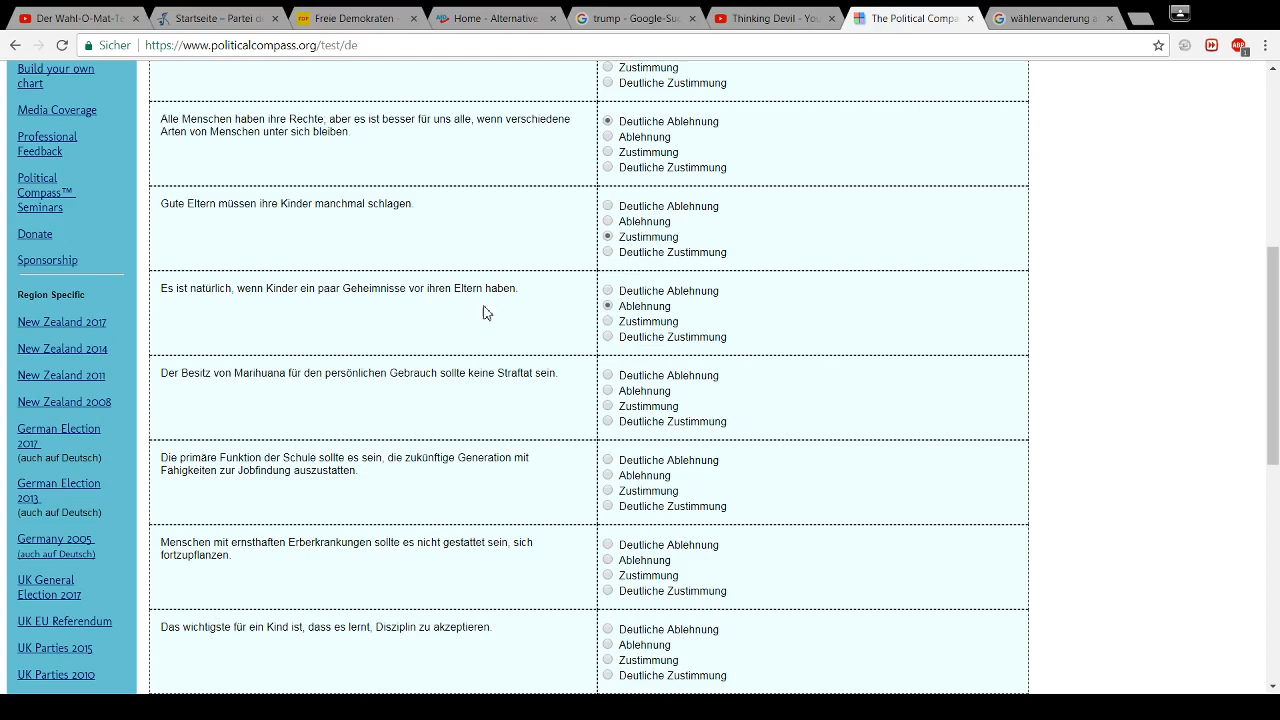 Der Wahl-O-Mat-Te
Startseite – Partei de
FDP
Freie Demokraten -
Home - Alternative
trump - Google-Suc
Thinking Devil - You
The Political Compa
wählerwanderung a
Sicher
https://www.politicalcompass.org/test/de
ABP
1
Build your own
chart
Media Coverage
Professional
Feedback
Political
Compass™
Seminars
Donate
Sponsorship
Region Specific
New Zealand 2017
New Zealand 2014
New Zealand 2011
New Zealand 2008
German Election
2017
(auch auf Deutsch)
German Election
2013
(auch auf Deutsch)
Germany 2005
(auch auf Deutsch)
UK General
Election 2017
UK EU Referendum
UK Parties 2015
UK Parties 2010
Zustimmung
Deutliche Zustimmung
Alle Menschen haben ihre Rechte, aber es ist besser für uns alle, wenn verschiedene
Arten von Menschen unter sich bleiben.
Deutliche Ablehnung
Ablehnung
Zustimmung
Deutliche Zustimmung
Gute Eltern müssen ihre Kinder manchmal schlagen.
Deutliche Ablehnung
Ablehnung
Zustimmung
Deutliche Zustimmung
Es ist natürlich, wenn Kinder ein paar Geheimnisse vor ihren Eltern haben.
Deutliche Ablehnung
Ablehnung
Zustimmung
Deutliche Zustimmung
Der Besitz von Marihuana für den persönlichen Gebrauch sollte keine Straftat sein.
Deutliche Ablehnung
Ablehnung
Zustimmung
Deutliche Zustimmung
Die primäre Funktion der Schule sollte es sein, die zukünftige Generation mit
Fähigkeiten zur Jobfindung auszustatten.
Deutliche Ablehnung
Ablehnung
Zustimmung
Deutliche Zustimmung
Menschen mit ernsthaften Erberkrankungen sollte es nicht gestattet sein, sich
fortzupflanzen.
Deutliche Ablehnung
Ablehnung
Zustimmung
Deutliche Zustimmung
Das wichtigste für ein Kind ist, dass es lernt, Disziplin zu akzeptieren.
Deutliche Ablehnung
Ablehnung
Zustimmung
Deutliche Zustimmung